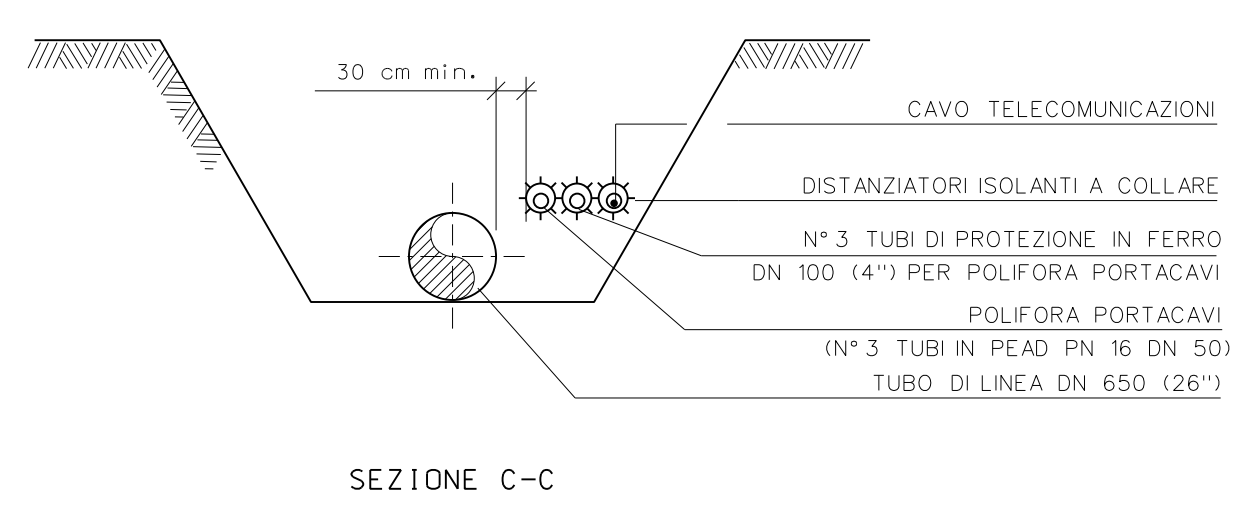 30 cm min.
CAVO TELECOMUNICAZIONI
DISTANZIATORI ISOLANTI A COLLARE
N° 3 TUBI DI PROTEZIONE IN FERRO
DN 100 (4") PER POLIFORA PORTACAVI
POLIFORA PORTACAVI
(N° 3 TUBI IN PEAD PN 16 DN 50)
TUBO DI LINEA DN 650 (26")
SEZIONE C-C